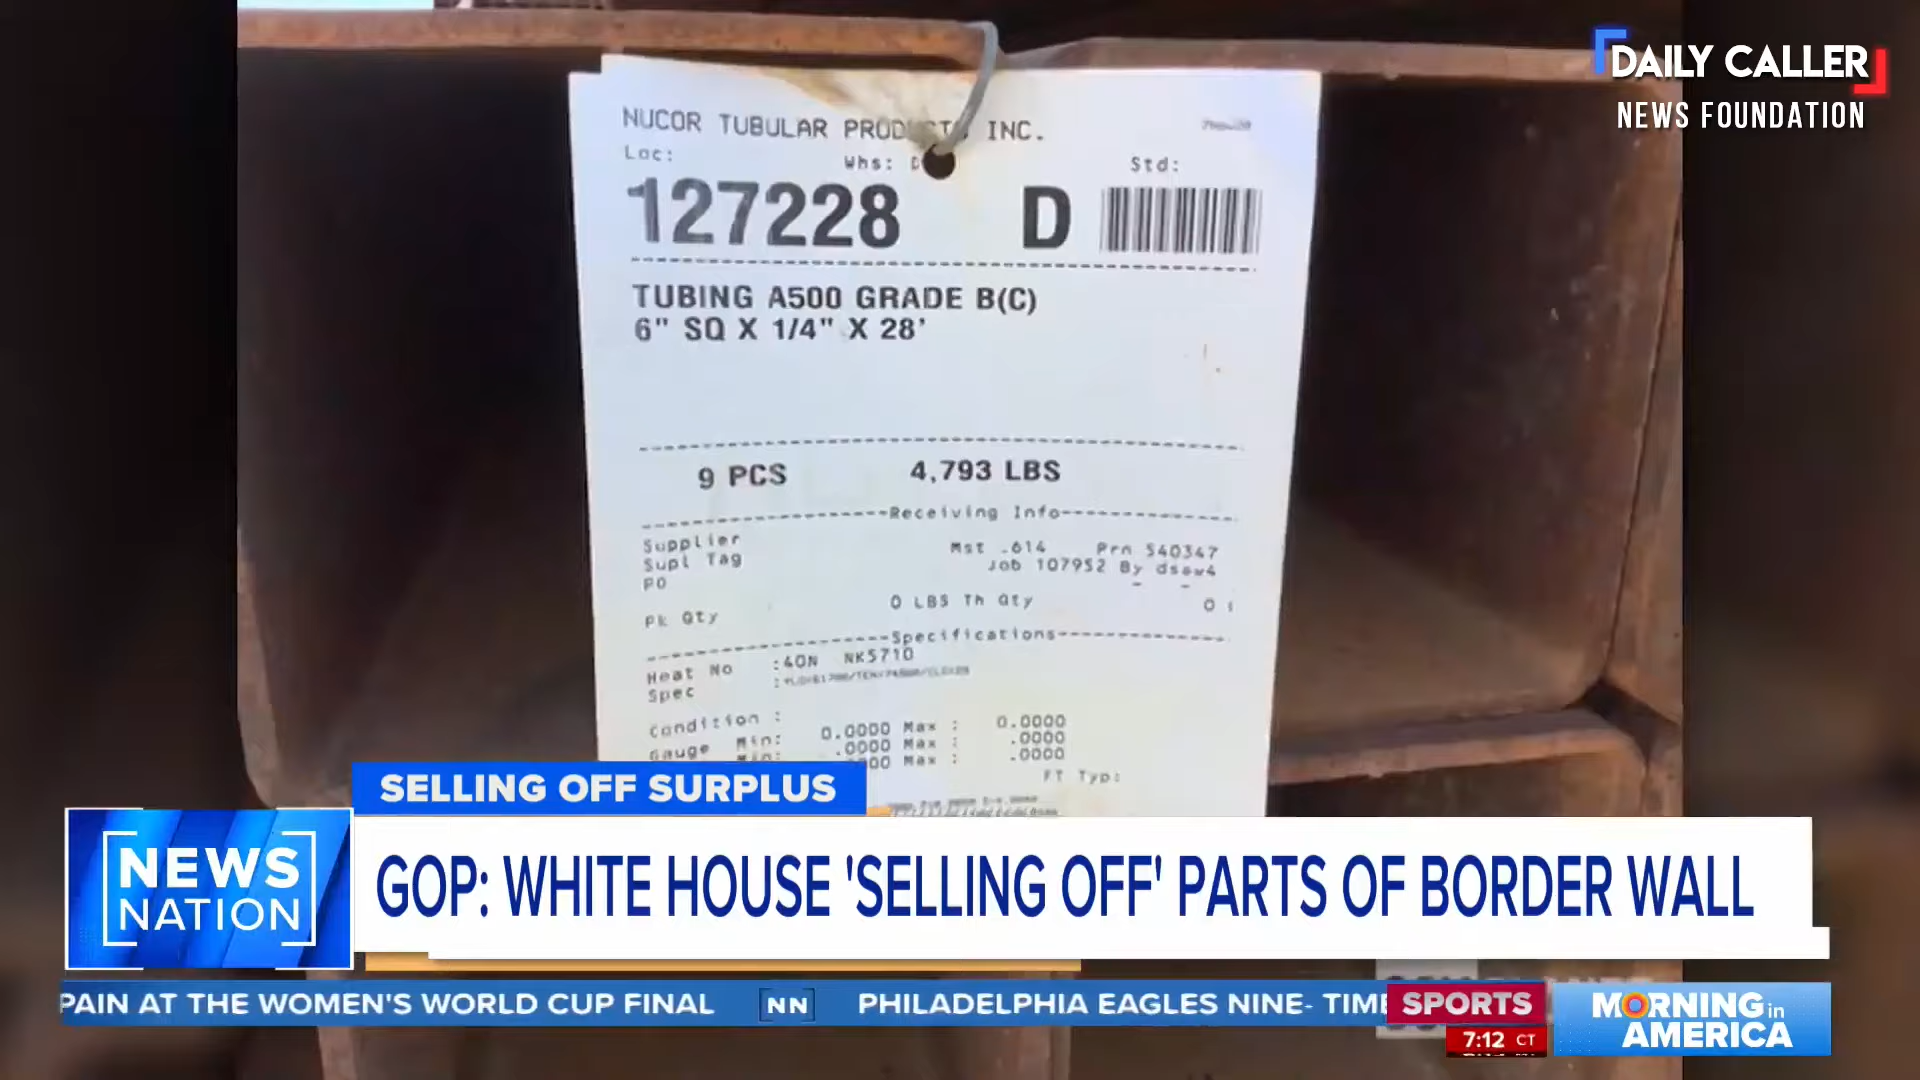 DAILY CALLER
NEWS FOUNDATION
NUCOR TUBULAR PRODUCTS INC.
Loc:
Whs: D
Std:
127228 D
TUBING A500 GRADE B(C)
6" SQ X 1/4" X 28'
9 PCS 4,793 LBS
Receiving Info
Supplier
Mst .614 Prn 540347
Supl Tag
Job 107952 By
PO
Pk Qty
0 LBS Th Qty 0
Specifications
Heat No :40N NK5710
Spec :
Condition :
Gauge Min: 0.0000 Max : 0.0000
Min: .0000 Max : .0000
Max : .0000
FT Typ:
SELLING OFF SURPLUS
NEWS
NATION
GOP: WHITE HOUSE 'SELLING OFF' PARTS OF BORDER WALL
PAIN AT THE WOMEN'S WORLD CUP FINAL NN PHILADELPHIA EAGLES NINE- TIME
SPORTS
7:12 CT
MORNING in
AMERICA